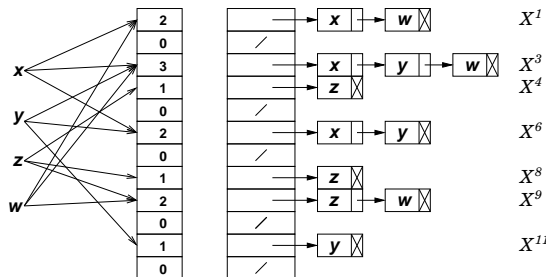 2 x w X¹
0
3 x y w X³
x 1 z X⁴
0
y 2 x y X⁶
z 0
1 z X⁸
w 2 z w X⁹
0
1 y X¹¹
0